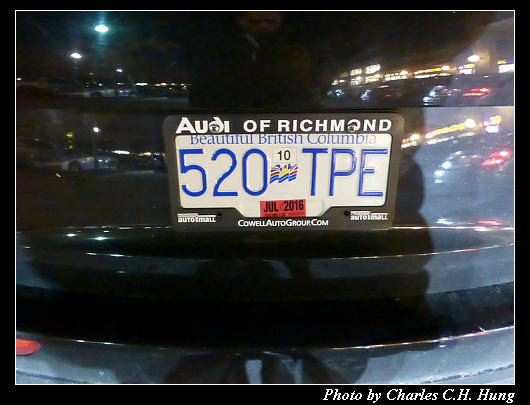 Audi OF RICHMOND
Beautiful British Columbia
10
520 TPE
JUL 2016
AUTOMALL
AUTOMALL
COWELLAUTOGROUP.COM
Photo by Charles C.H. Hung